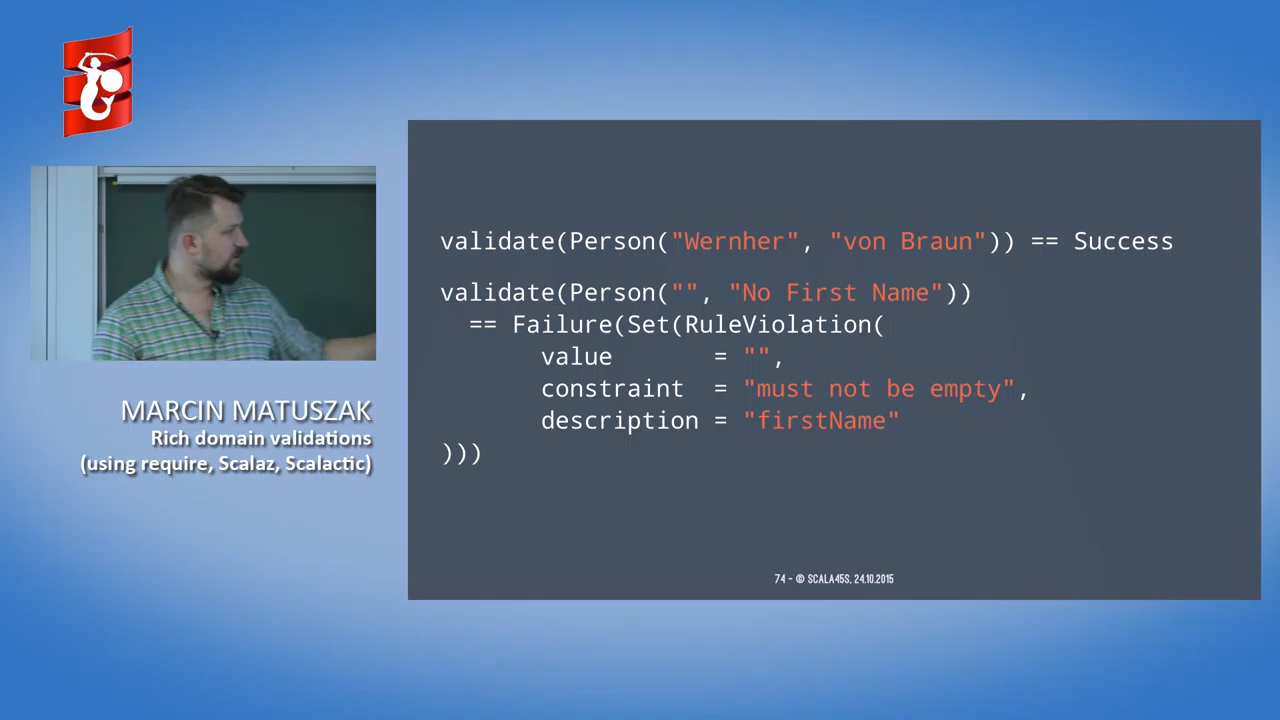 MARCIN MATUSZAK
Rich domain validations
(using require, Scalaz, Scalactic)
validate(Person("Wernher", "von Braun")) == Success
validate(Person("", "No First Name"))
  == Failure(Set(RuleViolation(
       value       = "",
       constraint  = "must not be empty",
       description = "firstName"
)))
74 - © SCALA45S, 24.10.2015